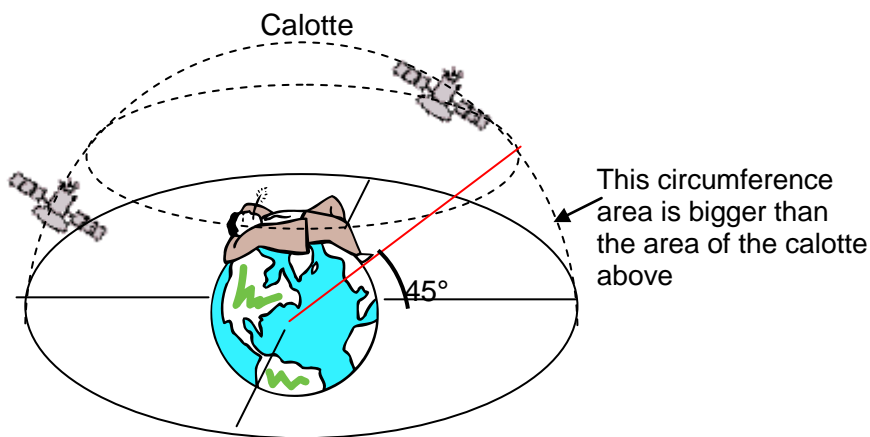 Calotte
This circumference
area is bigger than
the area of the calotte
above
45°